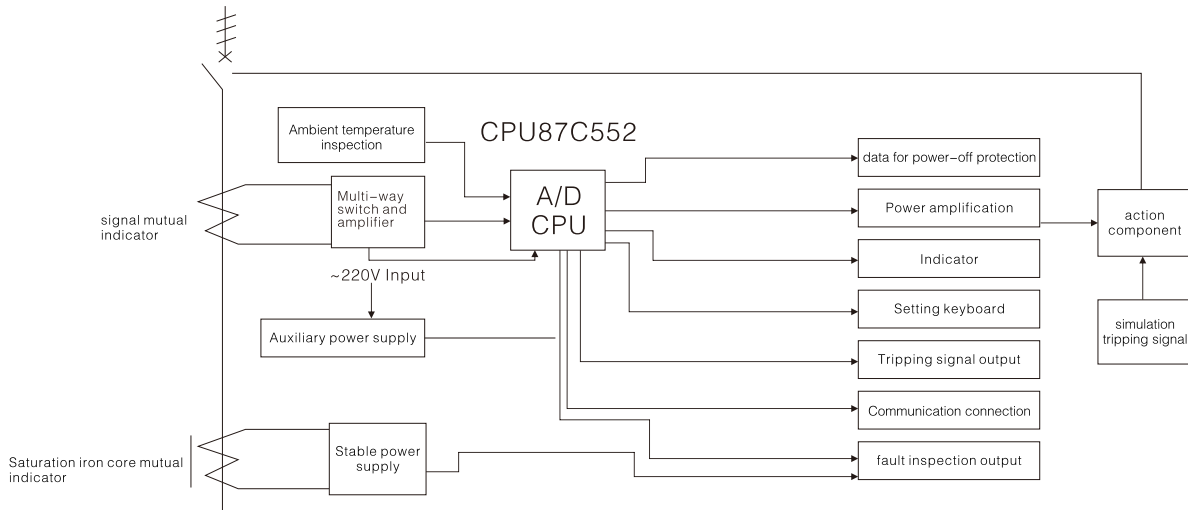 Ambient temperature
inspection
CPU87C552
data for power-off protection
A/D
CPU
Multi-way
switch and
amplifier
Power amplification
action
component
signal mutual
indicator
Indicator
~220V Input
Setting keyboard
Auxiliary power supply
simulation
tripping signal
Tripping signal output
Communication connection
Stable power
supply
Saturation iron core mutual
indicator
fault inspection output